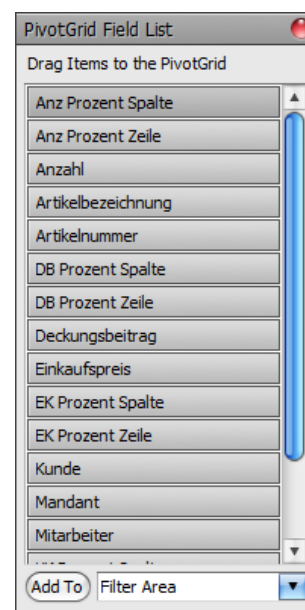 PivotGrid Field List
Drag Items to the PivotGrid
Anz Prozent Spalte
Anz Prozent Zeile
Anzahl
Artikelbezeichnung
Artikelnummer
DB Prozent Spalte
DB Prozent Zeile
Deckungsbeitrag
Einkaufspreis
EK Prozent Spalte
EK Prozent Zeile
Kunde
Mandant
Mitarbeiter
Add To Filter Area